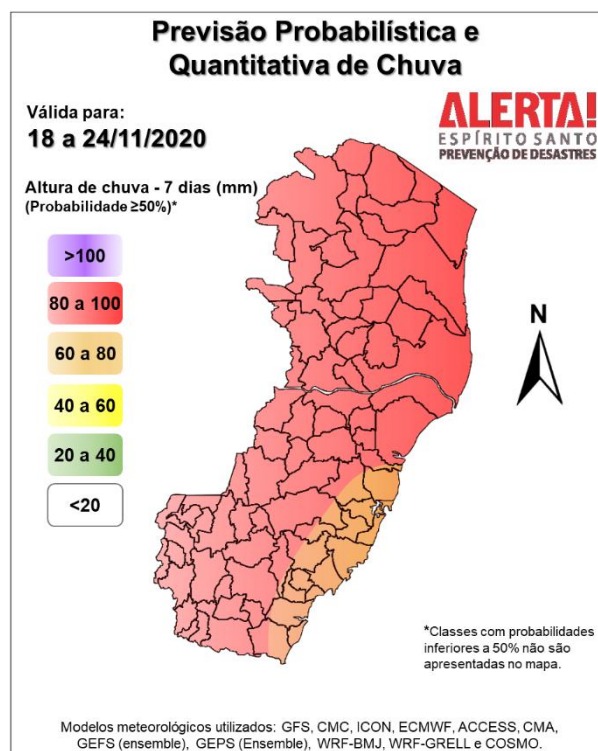 Previsão Probabilística e
Quantitativa de Chuva
Válida para:
18 a 24/11/2020
ALERTA!
ESPÍRITO SANTO
PREVENÇÃO DE DESASTRES
Altura de chuva - 7 dias (mm)
(Probabilidade ≥50%)*
>100
80 a 100
60 a 80
40 a 60
20 a 40
<20
N
*Classes com probabilidades
inferiores a 50% não são
apresentadas no mapa.
Modelos meteorológicos utilizados: GFS, CMC, ICON, ECMWF, ACCESS, CMA,
GEFS (ensemble), GEPS (Ensemble), WRF-BMJ, WRF-GRELL e COSMO.